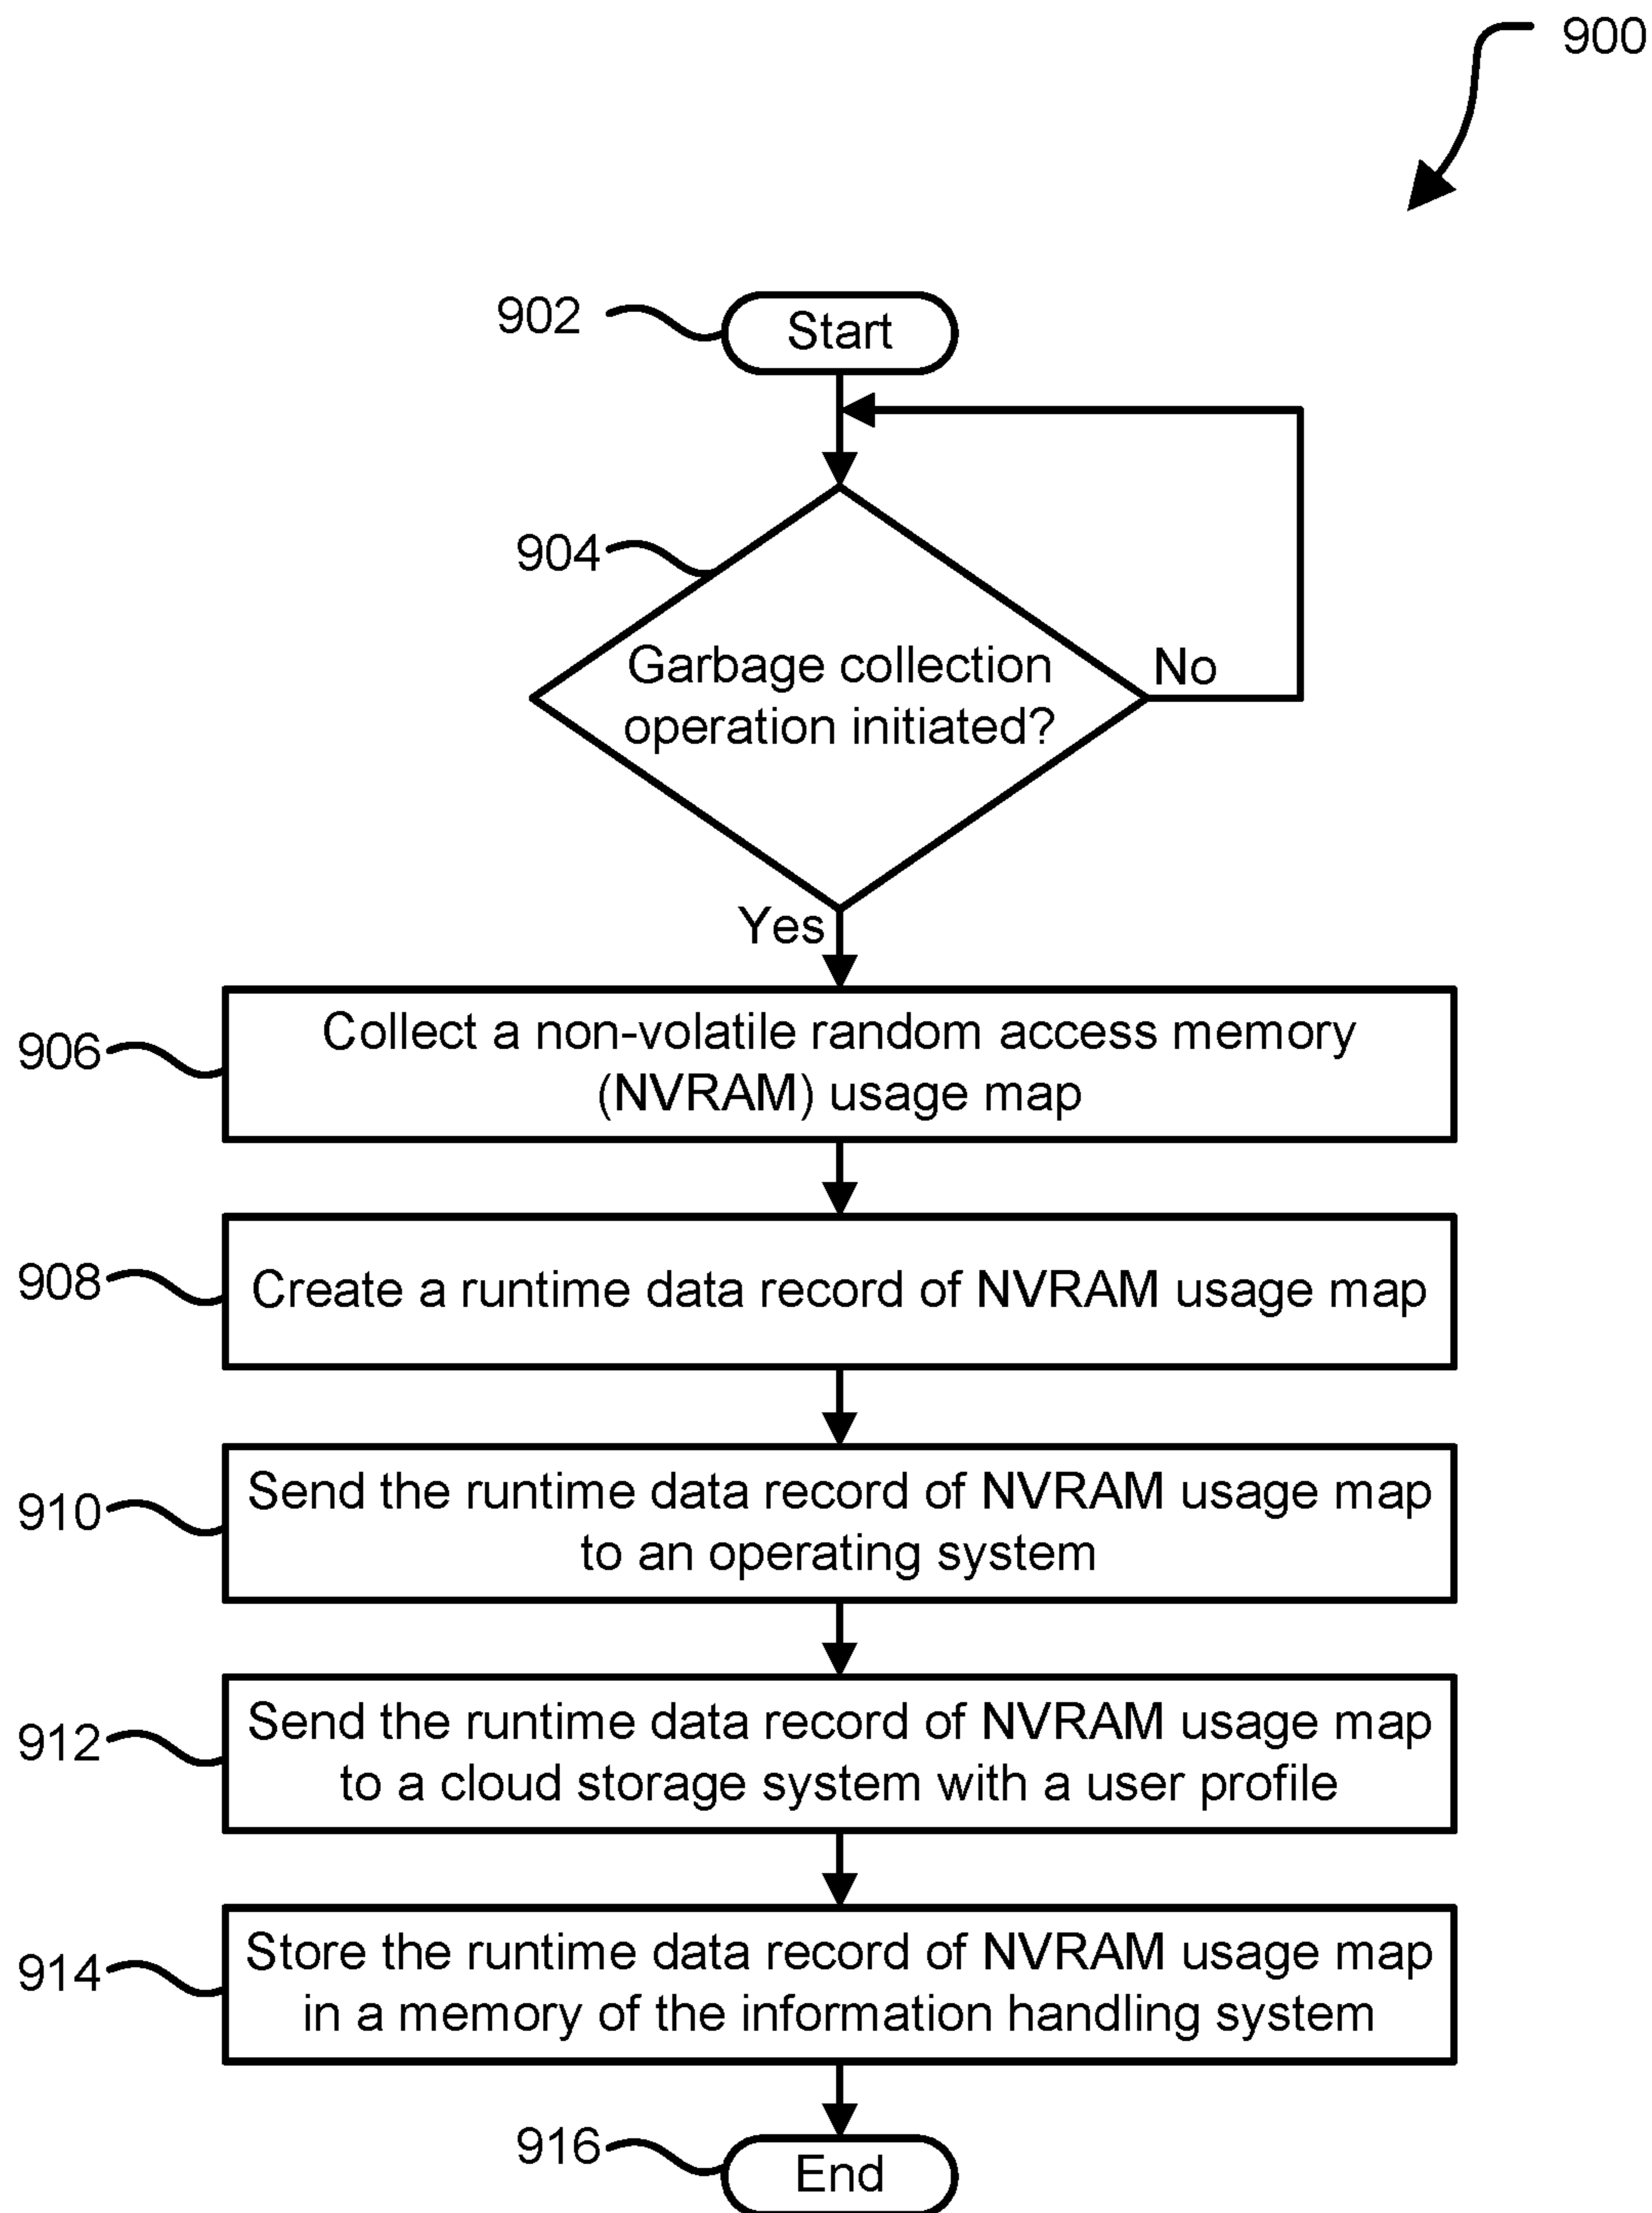 900
902
Start
904
Garbage collection
operation initiated?
No
Yes
906
Collect a non-volatile random access memory
(NVRAM) usage map
908
Create a runtime data record of NVRAM usage map
910
Send the runtime data record of NVRAM usage map
to an operating system
912
Send the runtime data record of NVRAM usage map
to a cloud storage system with a user profile
914
Store the runtime data record of NVRAM usage map
in a memory of the information handling system
916
End